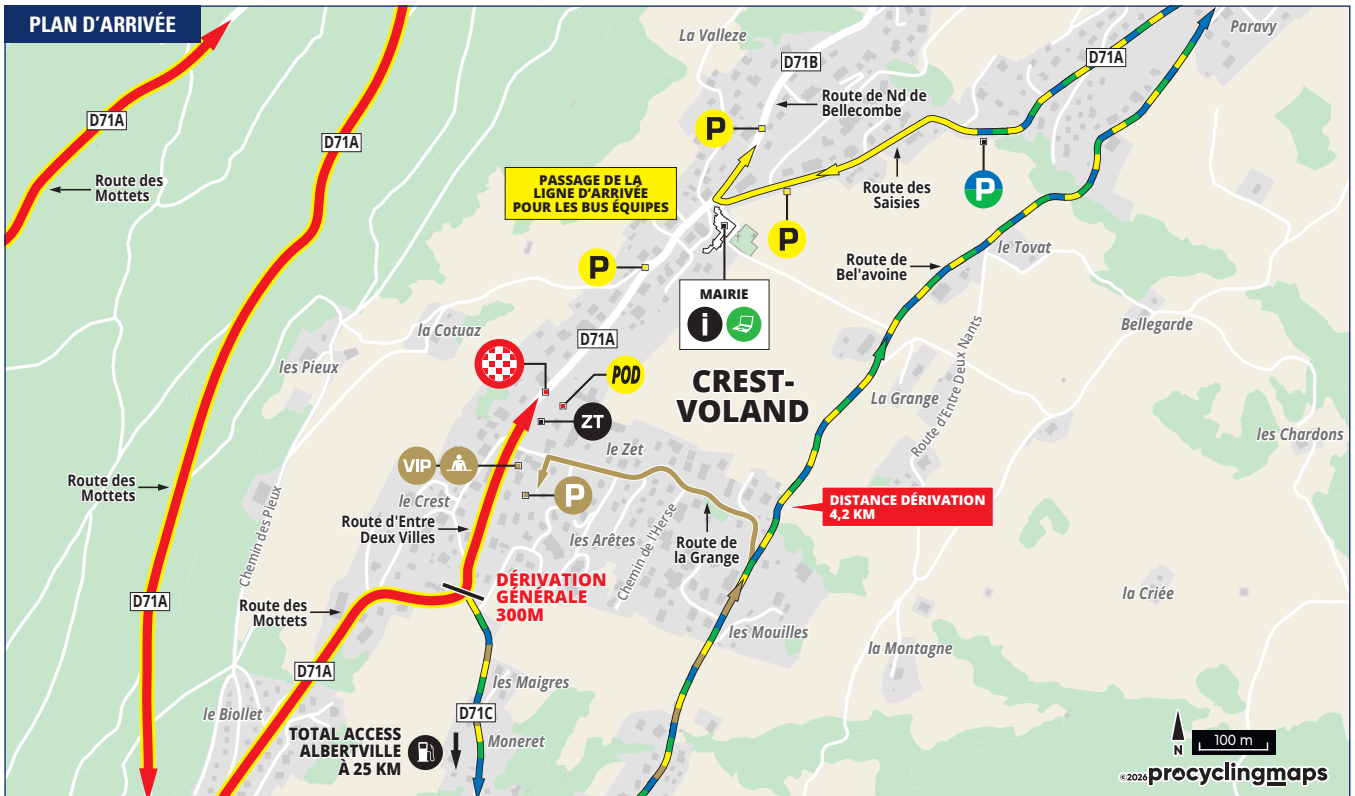 PLAN D'ARRIVÉE
La Valleze
Paravy
D71B
D71A
Route de Nd de
Bellecombe
D71A
P
D71A
Route des
Mottets
PASSAGE DE LA
LIGNE D'ARRIVÉE
POUR LES BUS ÉQUIPES
Route des
Saisies
P
P
le Tovat
Route de
Bel'avoine
P
MAIRIE
i
Bellegarde
la Cotuaz
D71A
les Pieux
POD
CREST-
VOLAND
La Grange
Route d'Entre Deux Nants
ZT
les Chardons
le Zet
VIP
Route des
Mottets
le Crest
P
DISTANCE DÉRIVATION
4,2 KM
Route d'Entre
Deux Villes
les Arêtes
Route de
la Grange
Chemin des Pieux
Chemin de l'Herse
DÉRIVATION
GÉNÉRALE
300M
D71A
Route des
Mottets
la Criée
les Mouilles
la Montagne
D71A
les Maigres
le Biollet
D71C
TOTAL ACCESS
ALBERTVILLE
À 25 KM
Moneret
N
100 m
©2026 procyclingmaps